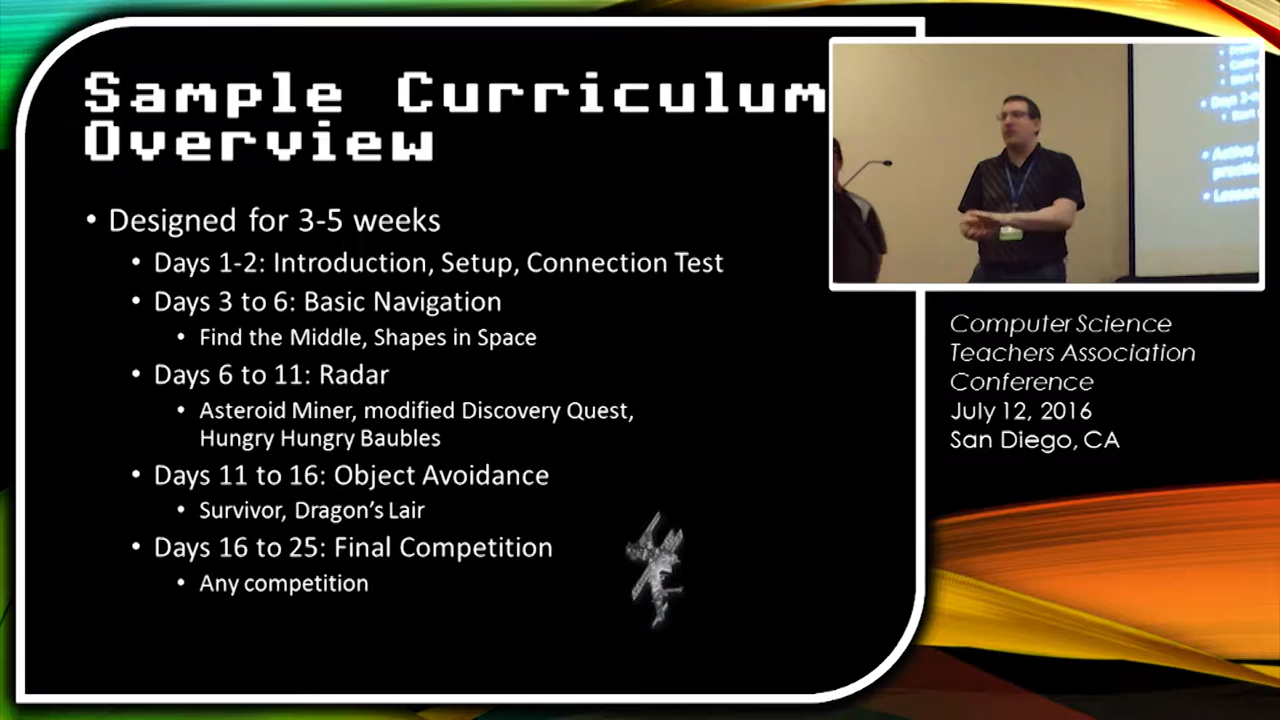 Sample Curriculum
Overview
• Designed for 3-5 weeks
• Days 1-2: Introduction, Setup, Connection Test
• Days 3 to 6: Basic Navigation
• Find the Middle, Shapes in Space
• Days 6 to 11: Radar
• Asteroid Miner, modified Discovery Quest,
Hungry Hungry Baubles
• Days 11 to 16: Object Avoidance
• Survivor, Dragon's Lair
• Days 16 to 25: Final Competition
• Any competition
Computer Science
Teachers Association
Conference
July 12, 2016
San Diego, CA